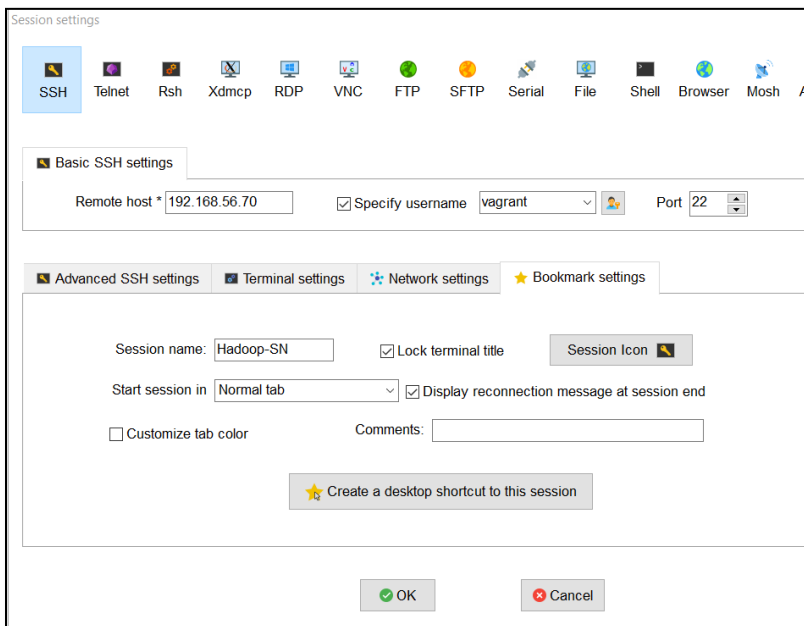 Session settings
SSH Telnet Rsh Xdmcp RDP VNC FTP SFTP Serial File Shell Browser Mosh A
Basic SSH settings
Remote host * 192.168.56.70 Specify username vagrant Port 22
Advanced SSH settings Terminal settings Network settings Bookmark settings
Session name: Hadoop-SN Lock terminal title Session Icon
Start session in Normal tab Display reconnection message at session end
Customize tab color Comments:
Create a desktop shortcut to this session
OK Cancel